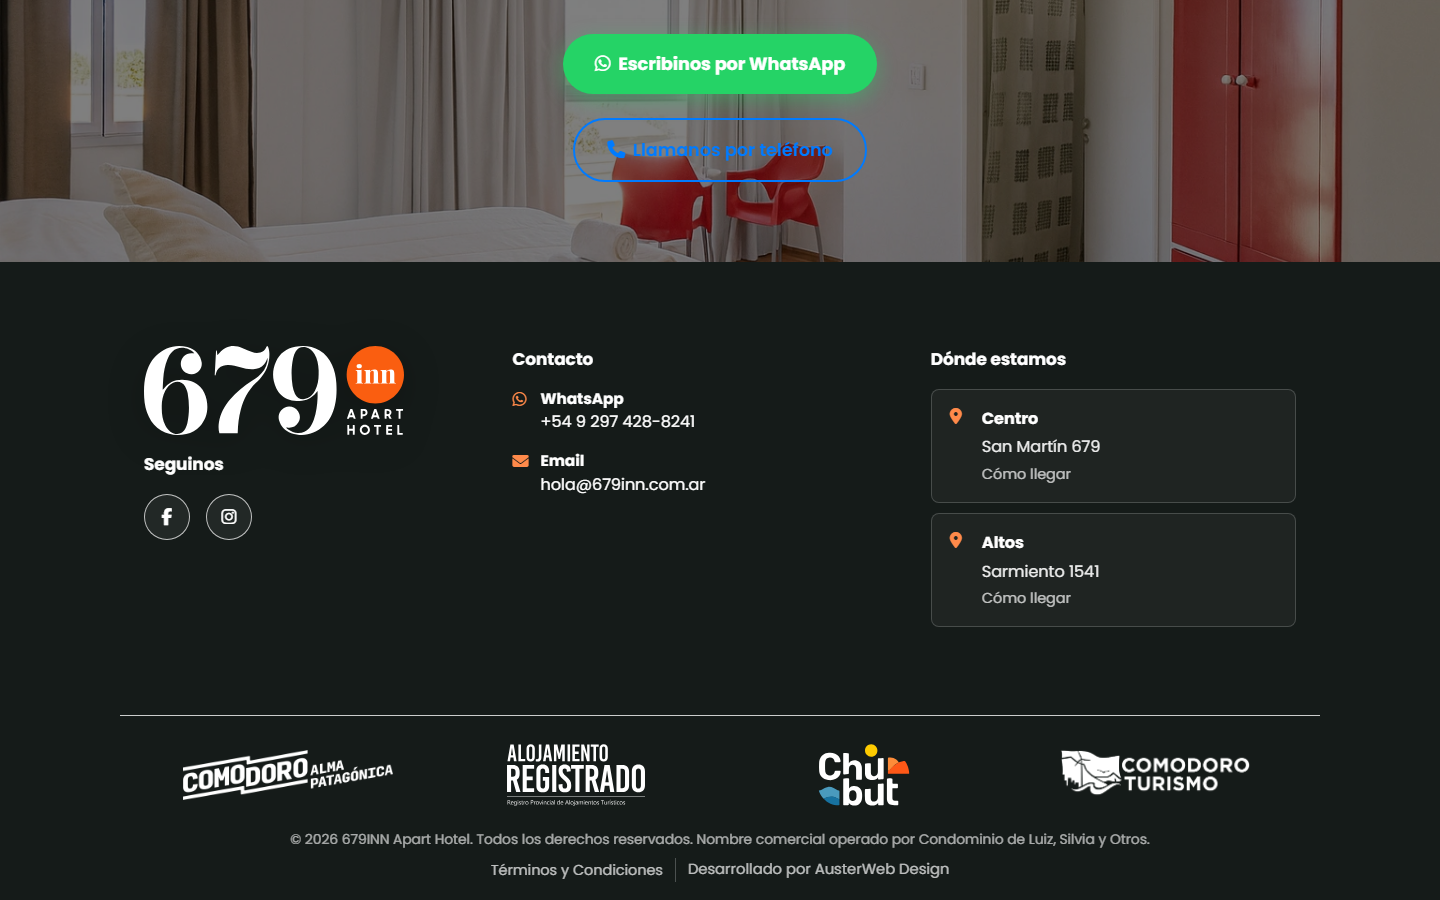 Escribinos por WhatsApp
Llamanos por teléfono
679 inn
APART
HOTEL
Seguinos
Contacto
WhatsApp
+54 9 297 428-8241
Email
hola@679inn.com.ar
Dónde estamos
Centro
San Martín 679
Cómo llegar
Altos
Sarmiento 1541
Cómo llegar
COMODORO ALMA
PATAGÓNICA
ALOJAMIENTO
REGISTRADO
Registro Provincial de Alojamientos Turísticos
Chu
but
COMODORO
TURISMO
© 2026 679INN Apart Hotel. Todos los derechos reservados. Nombre comercial operado por Condominio de Luiz, Silvia y Otros.
Términos y Condiciones
Desarrollado por AusterWeb Design